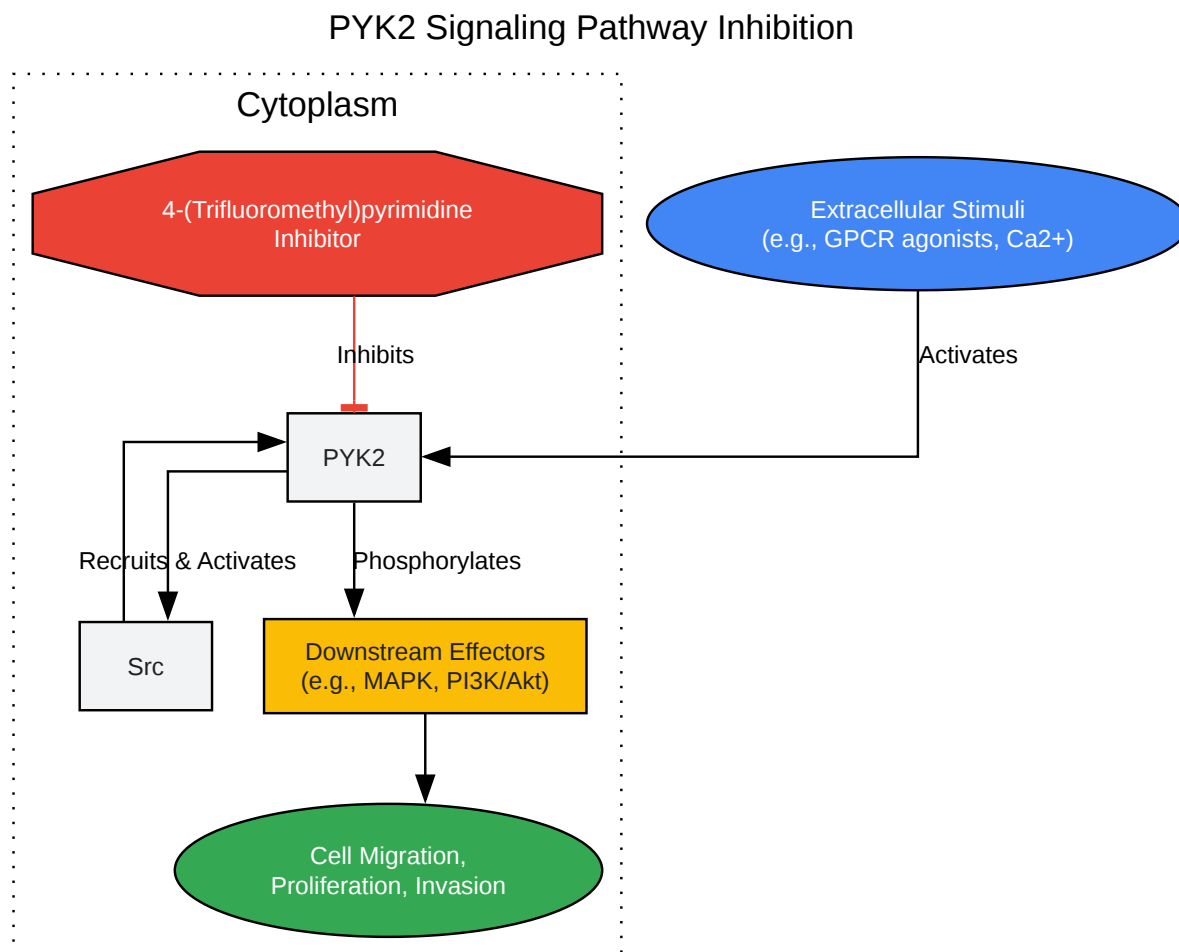 PYK2 Signaling Pathway Inhibition
Cytoplasm
4-(Trifluoromethyl)pyrimidine
Inhibitor
Extracellular Stimuli
(e.g., GPCR agonists, Ca2+)
Inhibits
Activates
PYK2
Recruits & Activates
Phosphorylates
Src
Downstream Effectors
(e.g., MAPK, PI3K/Akt)
Cell Migration,
Proliferation, Invasion